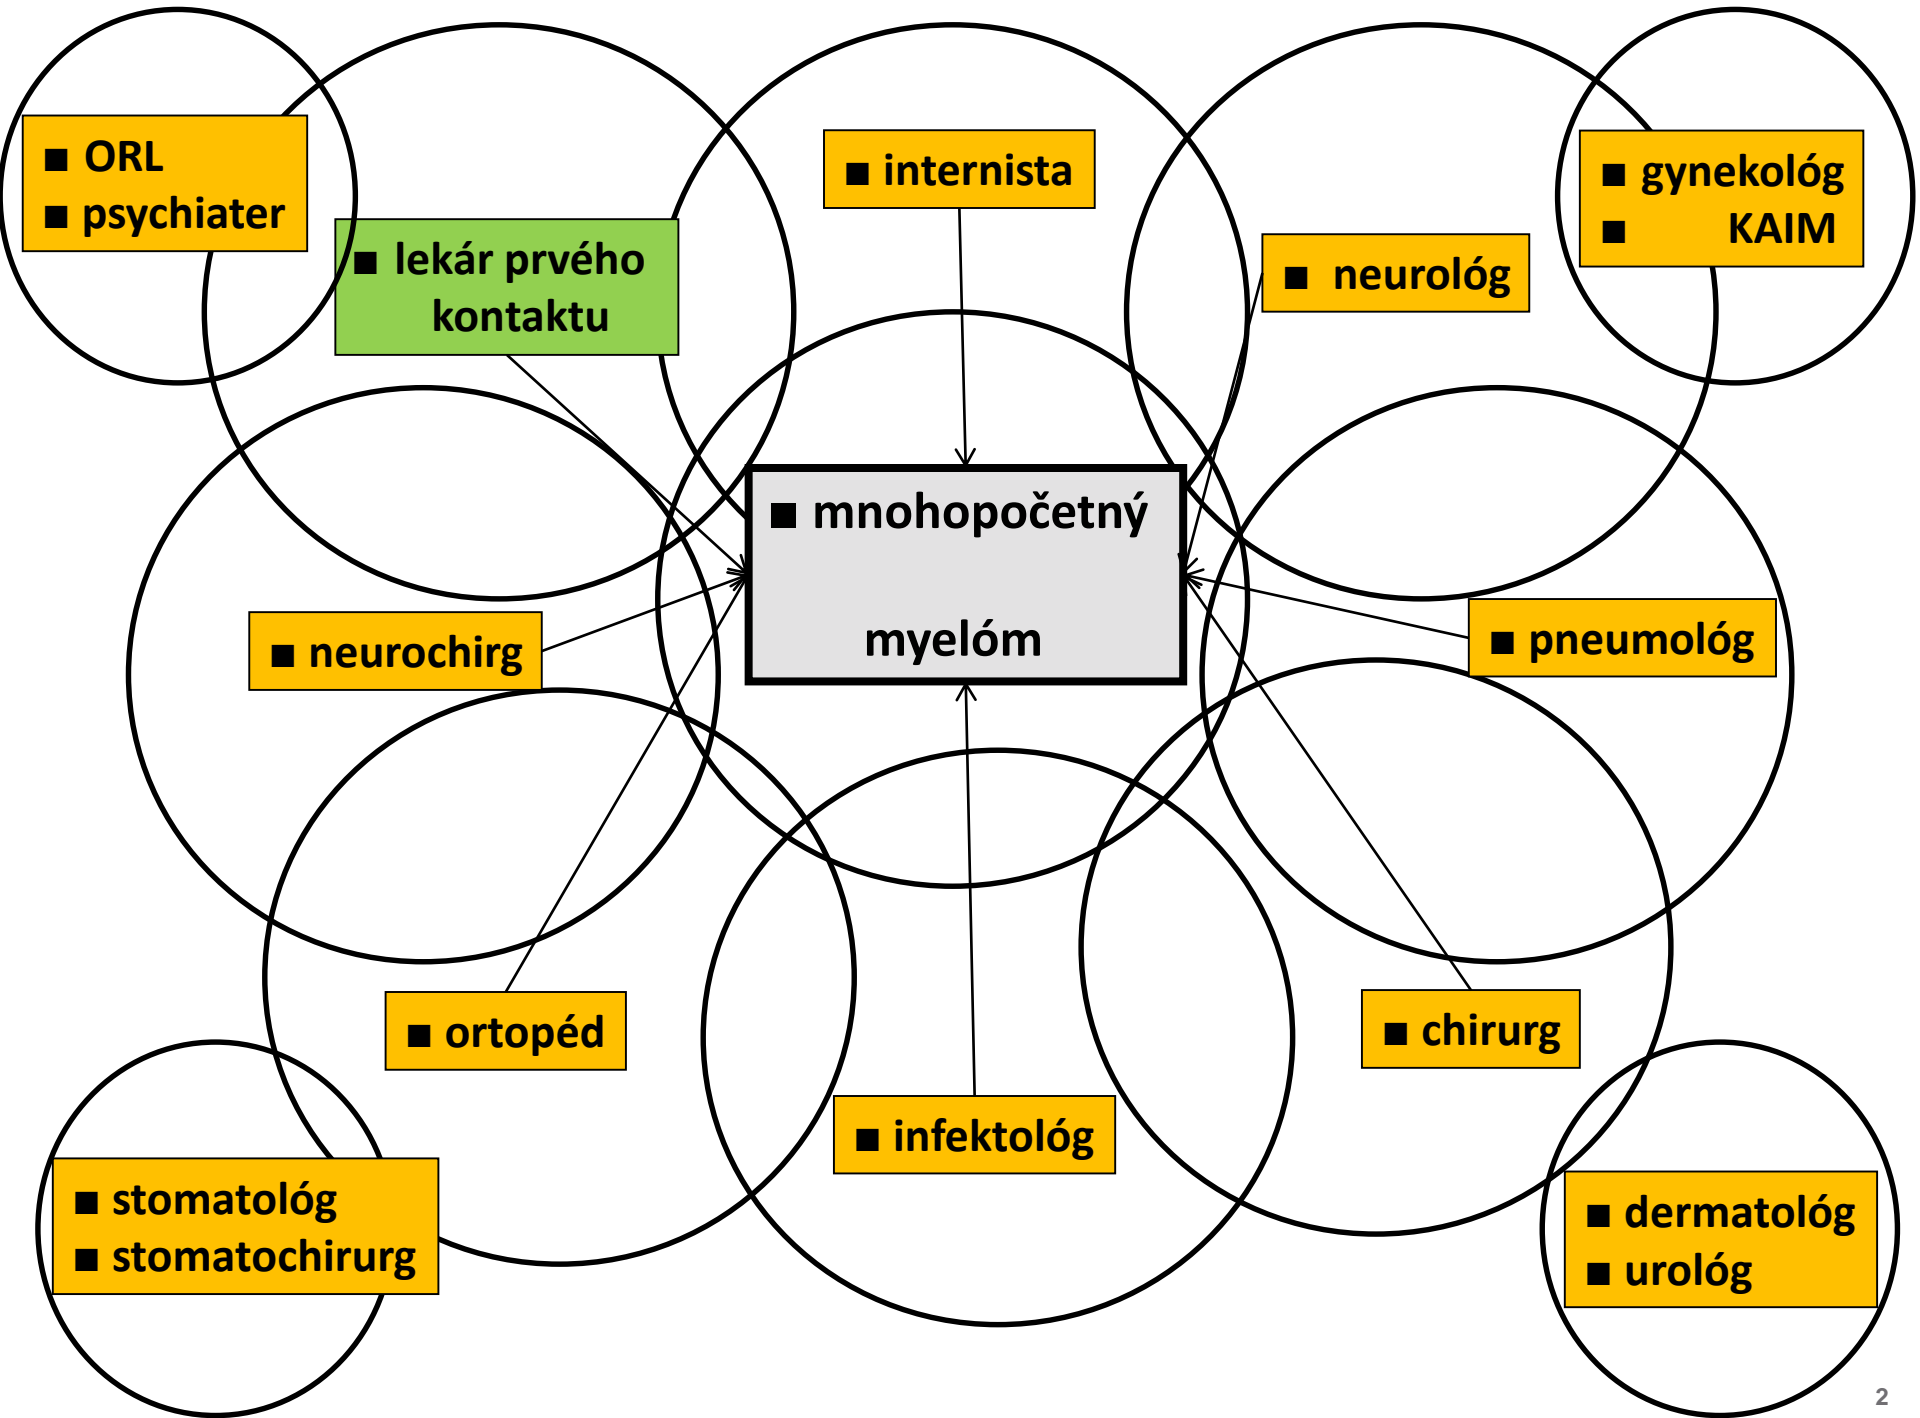 ■ ORL
■ psychiater
■ internista
■ gynekológ
■ KAIM
■ lekár prvého
kontaktu
■ neurológ
■ mnohopočetný
myelóm
■ neurochirg
■ pneumológ
■ ortopéd
■ chirurg
■ infektológ
■ stomatológ
■ stomatochirurg
■ dermatológ
■ urológ
2